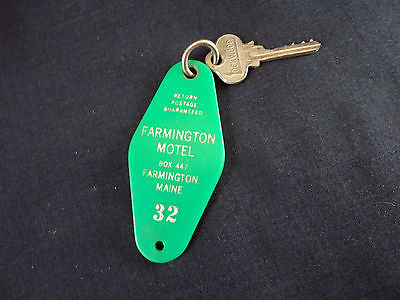 RETURN
POSTAGE
GUARANTEED
FARMINGTON
MOTEL
BOX 447
FARMINGTON,
MAINE
32